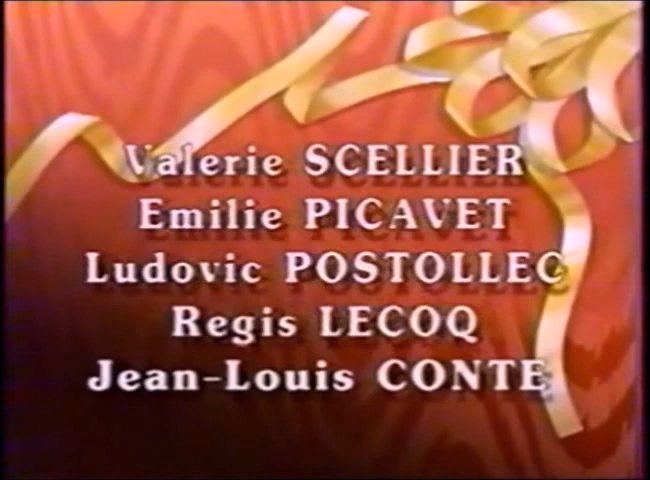 Valerie SCELLIER
Emilie PICAVET
Ludovic POSTOLLEC
Regis LECOQ
Jean-Louis CONTE